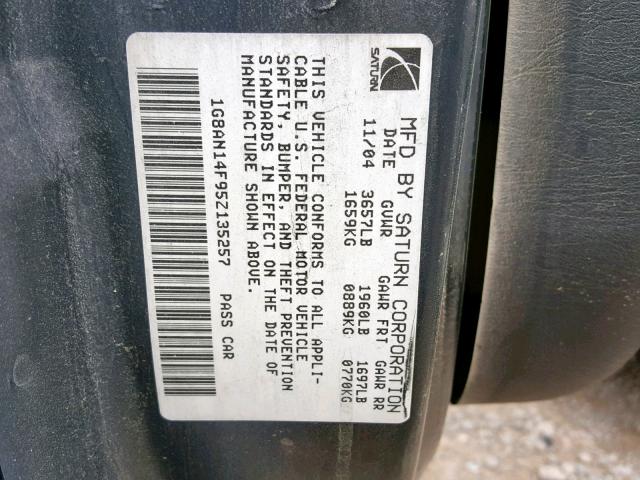 SATURN
MFD BY SATURN CORPORATION
DATE GVWR GAWR FRT GAWR RR
11/04 3657LB 1960LB 1697LB
1659KG 0889KG 0770KG
THIS VEHICLE CONFORMS TO ALL APPLI-
CABLE U.S. FEDERAL MOTOR VEHICLE
SAFETY, BUMPER, AND THEFT PREVENTION
STANDARDS IN EFFECT ON THE DATE OF
MANUFACTURE SHOWN ABOVE.
1G8AN14F95Z135257 PASS CAR